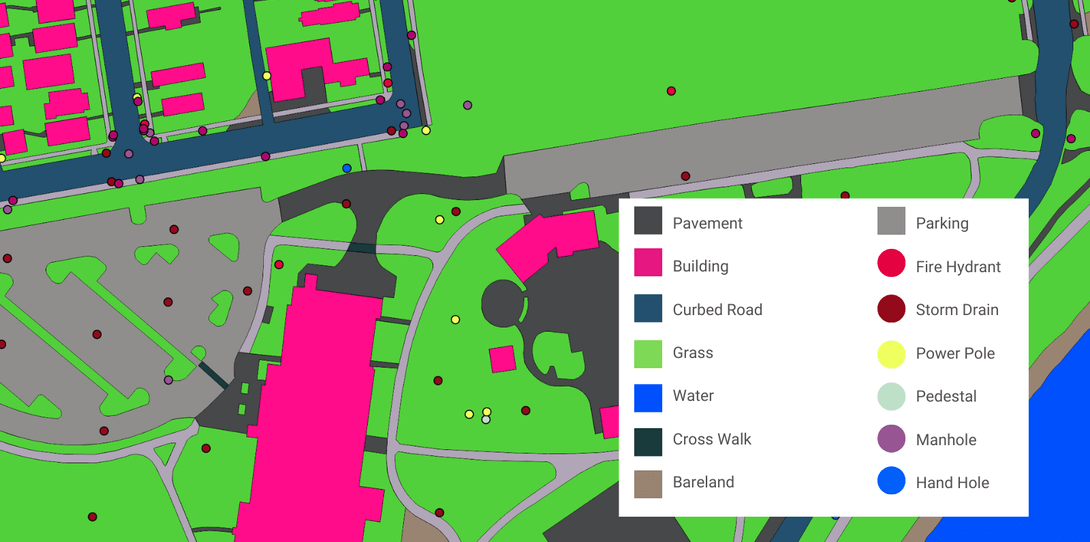 Pavement
Building
Curbed Road
Grass
Water
Cross Walk
Bareland
Parking
Fire Hydrant
Storm Drain
Power Pole
Pedestal
Manhole
Hand Hole